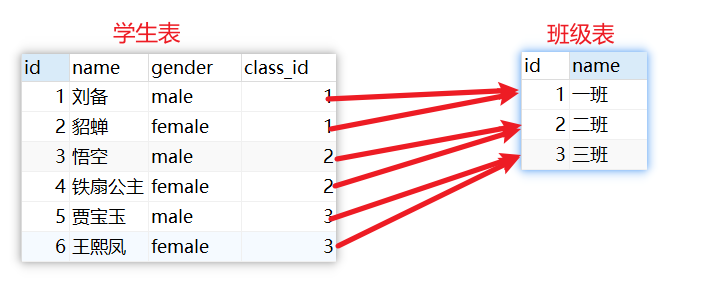 学生表
id name gender class_id
1 刘备 male 1
2 貂蝉 female 1
3 悟空 male 2
4 铁扇公主 female 2
5 贾宝玉 male 3
6 王熙凤 female 3
班级表
id name
1 一班
2 二班
3 三班